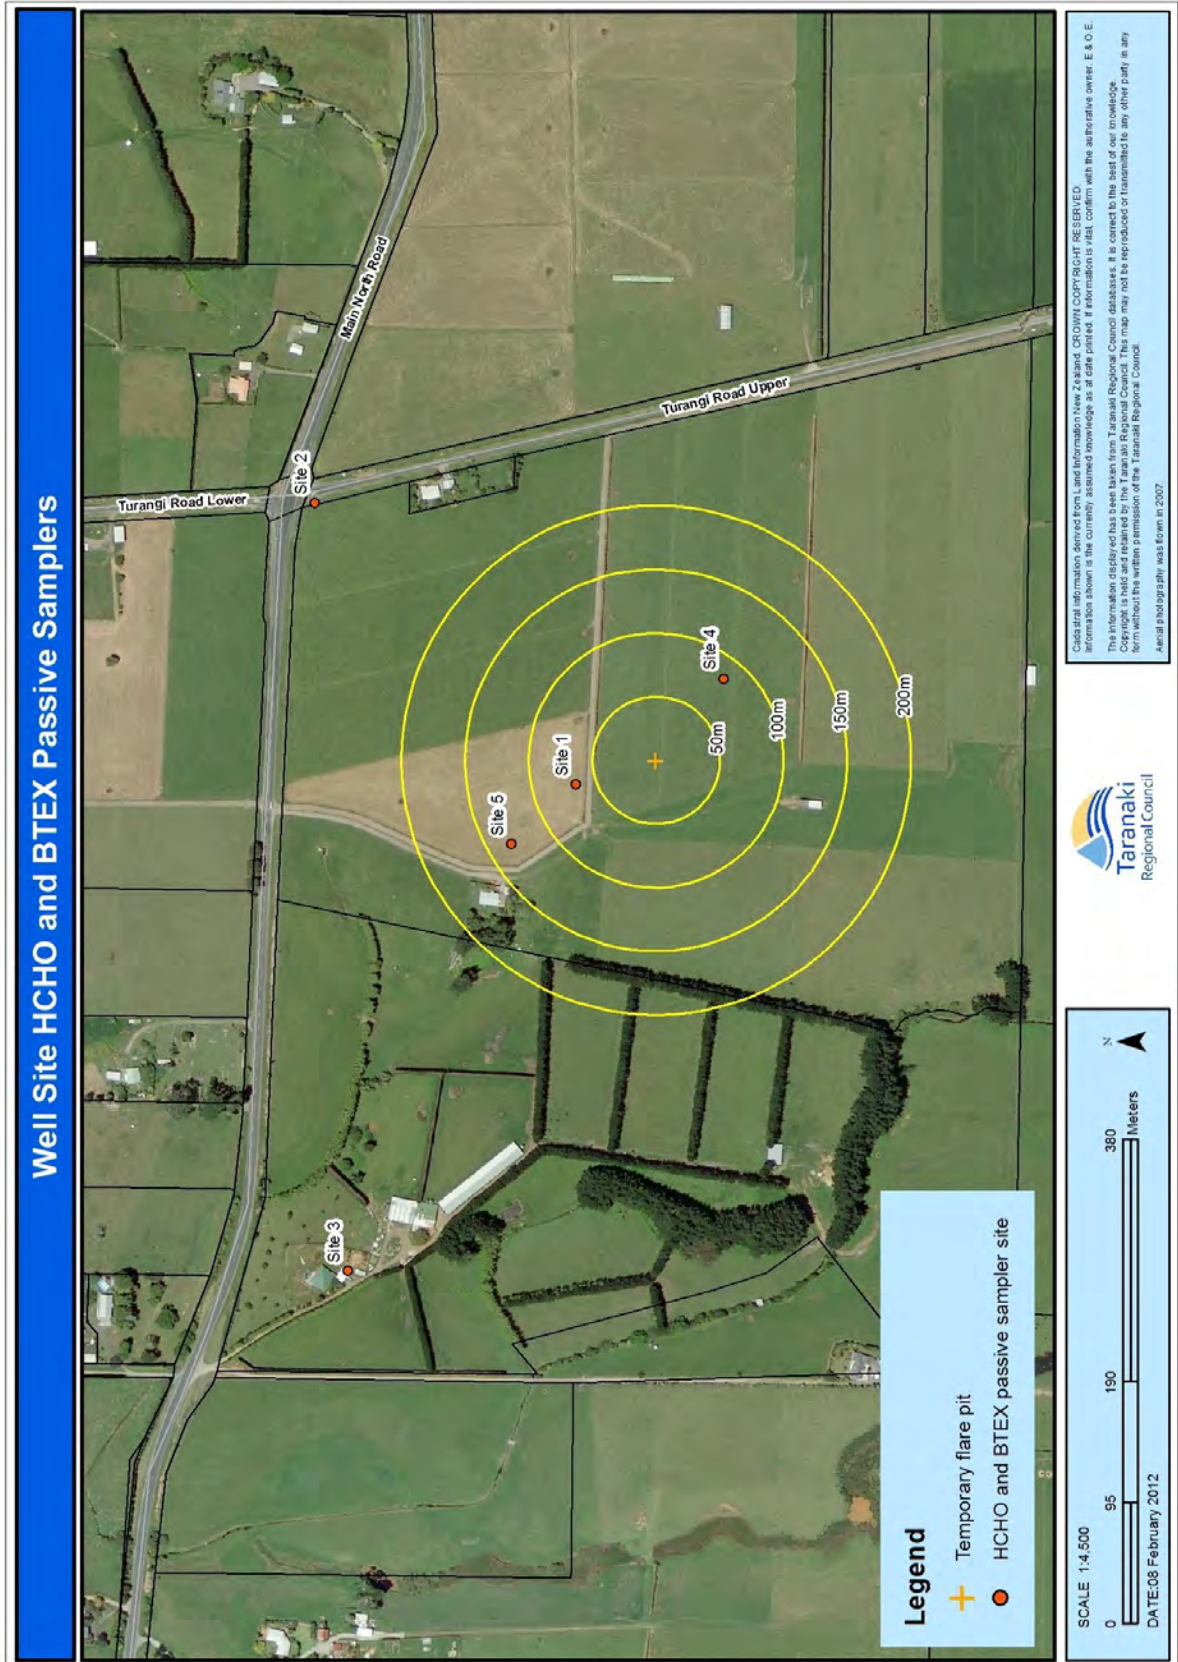 Well Site HCHO and BTEX Passive Samplers
Turangi Road Lower
Site 2
Main North Road
Turangi Road Upper
Site 3
Site 5
Site 1
Site 4
50m
100m
150m
200m
Legend
Temporary flare pit
HCHO and BTEX passive sampler site
SCALE 1:4,500
0 95 190 380
Meters
N
DATE:08 February 2012
Taranaki
Regional Council
Cadastral information derived from Land Information New Zealand. CROWN COPYRIGHT RESERVED.
Information shown is the currently assumed knowledge as at date printed. If information is vital, confirm with the authorative owner. E & O.E.
The information displayed has been taken from Taranaki Regional Council databases. It is correct to the best of our knowledge.
Copyright is held and retained by the Taranaki Regional Council. This map may not be reproduced or transmitted to any other party in any
form without the written permission of the Taranaki Regional Council.
Aerial photography was flown in 2007